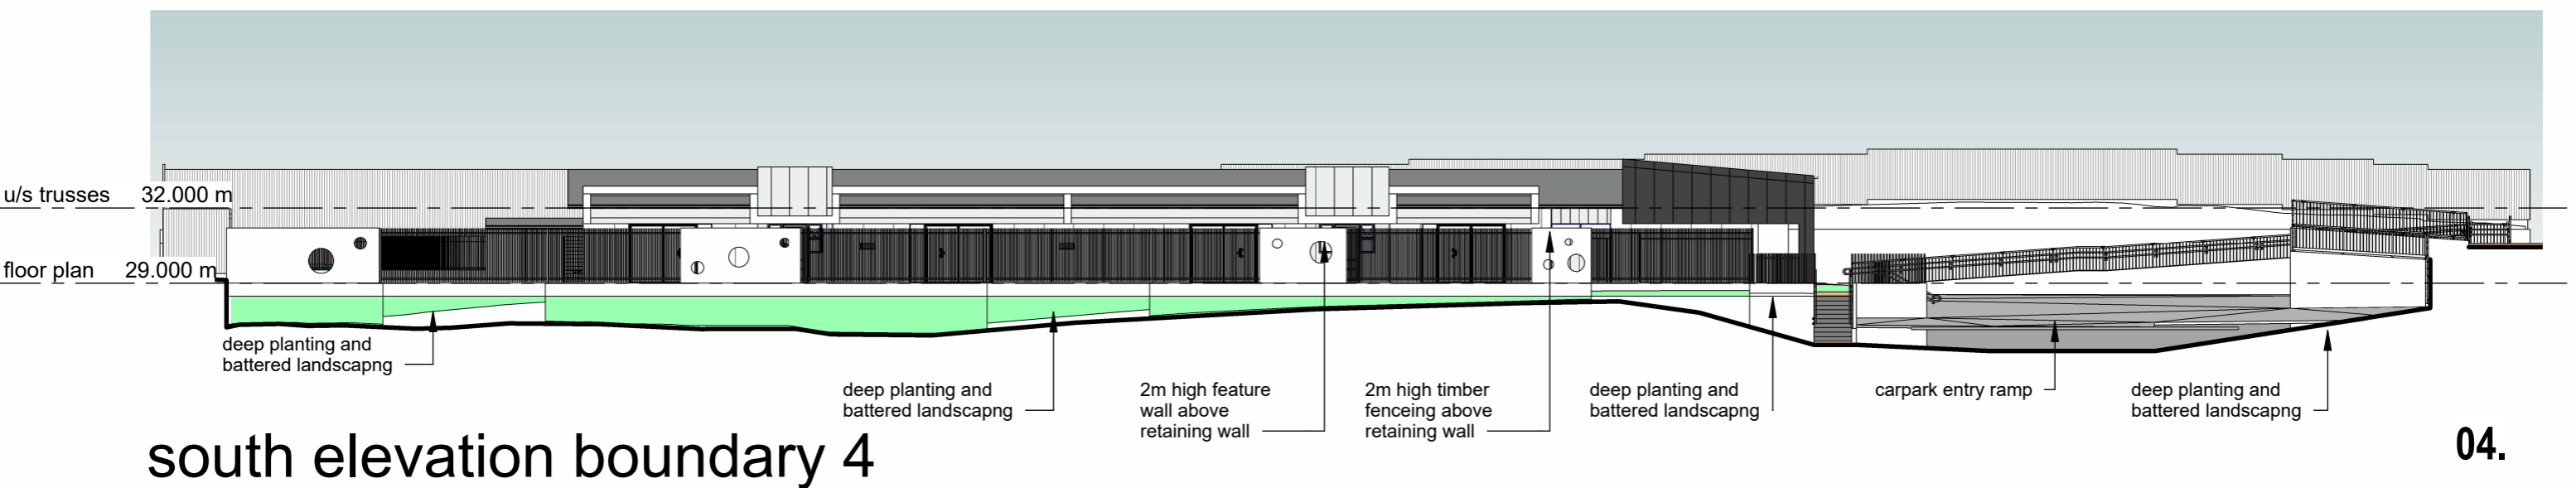 u/s trusses 32.000 m
floor plan 29.000 m
deep planting and
battered landscapng
deep planting and
battered landscapng
2m high feature
wall above
retaining wall
2m high timber
fenceing above
retaining wall
deep planting and
battered landscapng
carpark entry ramp
deep planting and
battered landscapng
south elevation boundary 4
04.